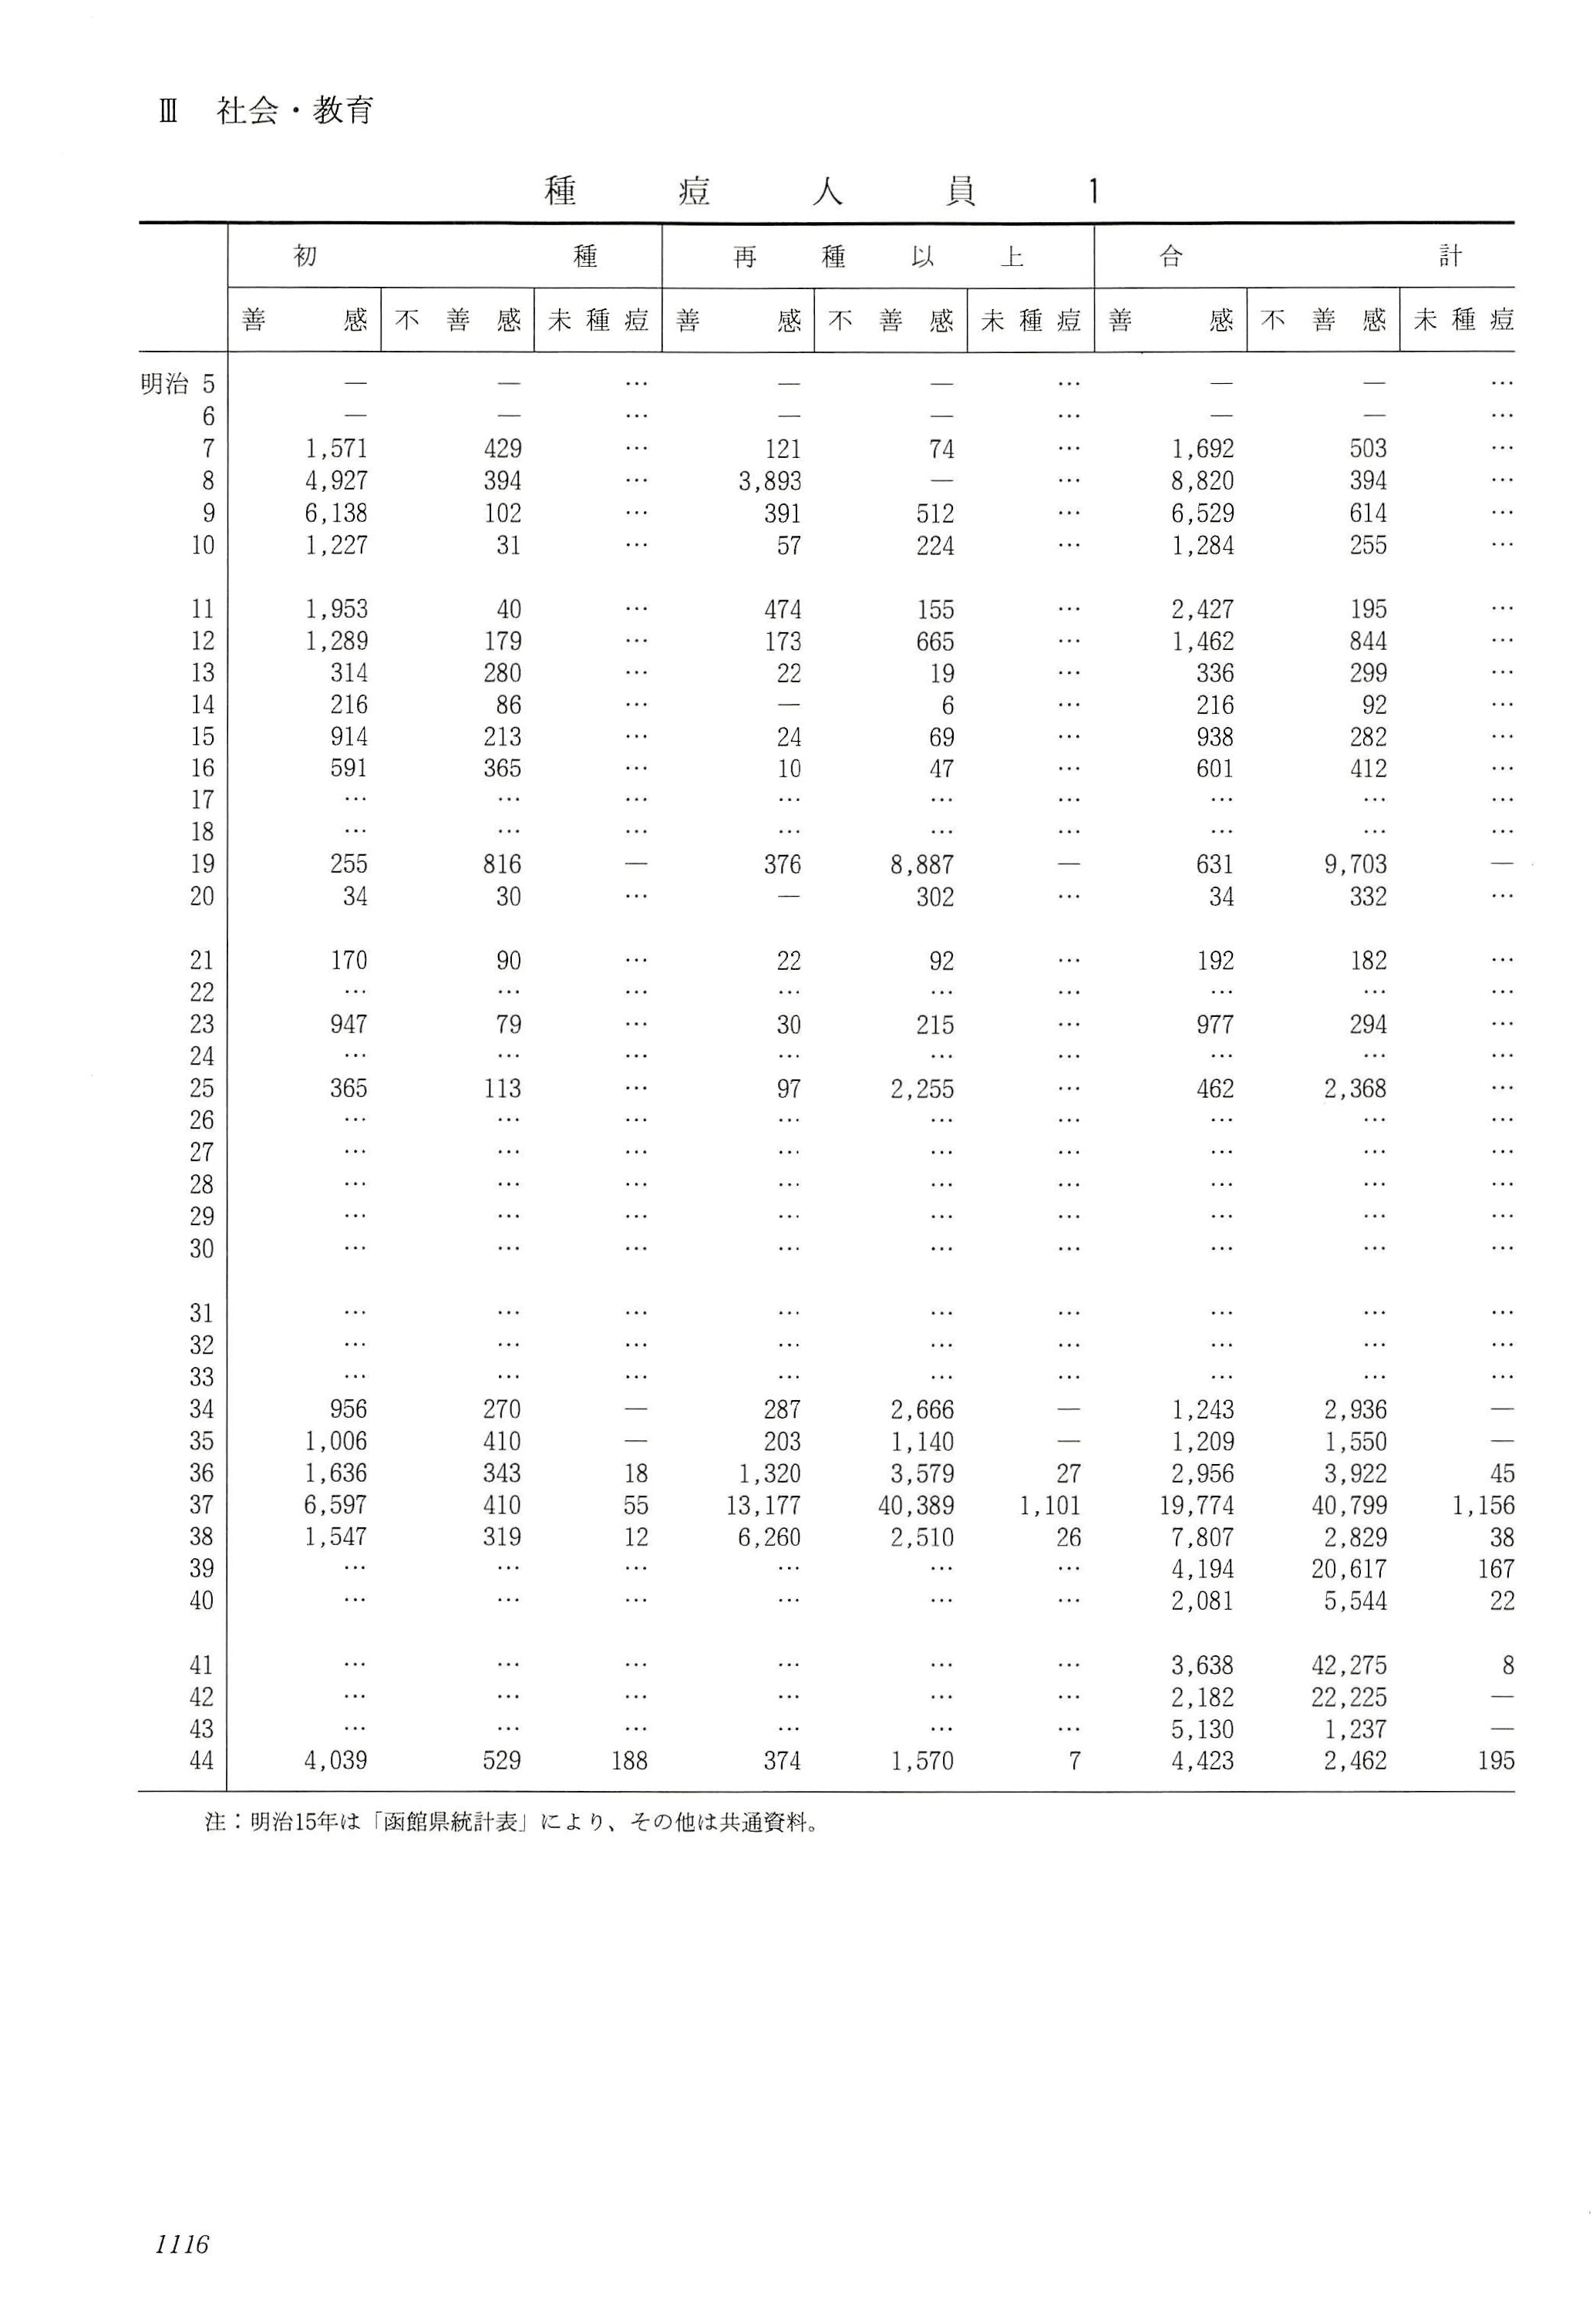 Ⅲ 社会・教育
種痘人員 1
初種 再種以上 合計
善感 不善感 未種痘 善感 不善感 未種痘 善感 不善感 未種痘
明治 5 — — … — — … — — …
6 — — … — — … — — …
7 1,571 429 … 121 74 … 1,692 503 …
8 4,927 394 … 3,893 — … 8,820 394 …
9 6,138 102 … 391 512 … 6,529 614 …
10 1,227 31 … 57 224 … 1,284 255 …
11 1,953 40 … 474 155 … 2,427 195 …
12 1,289 179 … 173 665 … 1,462 844 …
13 314 280 … 22 19 … 336 299 …
14 216 86 … — 6 … 216 92 …
15 914 213 … 24 69 … 938 282 …
16 591 365 … 10 47 … 601 412 …
17 … … … … … … … … …
18 … … … … … … … … …
19 255 816 — 376 8,887 — 631 9,703 —
20 34 30 … — 302 … 34 332 …
21 170 90 … 22 92 … 192 182 …
22 … … … … … … … … …
23 947 79 … 30 215 … 977 294 …
24 … … … … … … … … …
25 365 113 … 97 2,255 … 462 2,368 …
26 … … … … … … … … …
27 … … … … … … … … …
28 … … … … … … … … …
29 … … … … … … … … …
30 … … … … … … … … …
31 … … … … … … … … …
32 … … … … … … … … …
33 … … … … … … … … …
34 956 270 — 287 2,666 — 1,243 2,936 —
35 1,006 410 — 203 1,140 — 1,209 1,550 —
36 1,636 343 18 1,320 3,579 27 2,956 3,922 45
37 6,597 410 55 13,177 40,389 1,101 19,774 40,799 1,156
38 1,547 319 12 6,260 2,510 26 7,807 2,829 38
39 … … … … … … 4,194 20,617 167
40 … … … … … … 2,081 5,544 22
41 … … … … … … 3,638 42,275 8
42 … … … … … … 2,182 22,225 —
43 … … … … … … 5,130 1,237 —
44 4,039 529 188 374 1,570 7 4,423 2,462 195
注：明治15年は「函館県統計表」により、その他は共通資料。
1116